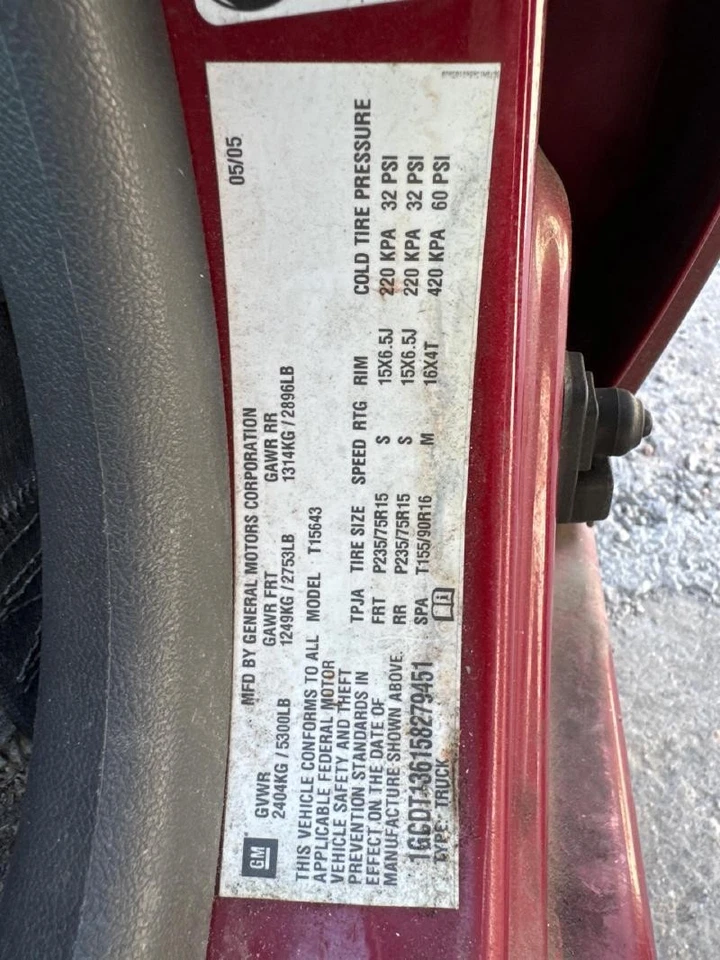 GM
MFD BY GENERAL MOTORS CORPORATION
05/05
GVWR GAWR FRT GAWR RR
2404KG/5300LB 1249KG/2753LB 1314KG/2896LB
THIS VEHICLE CONFORMS TO ALL
APPLICABLE FEDERAL MOTOR
VEHICLE SAFETY AND THEFT
PREVENTION STANDARDS IN
EFFECT ON THE DATE OF
MANUFACTURE SHOWN ABOVE.
1GCDT136158279451
TYPE: TRUCK
MODEL T15643
TPJA TIRE SIZE SPEED RTG RIM COLD TIRE PRESSURE
FRT P235/75R15 S 15X6.5J 220 KPA 32 PSI
RR P235/75R15 S 15X6.5J 220 KPA 32 PSI
SPA T155/90R16 M 16X4T 420 KPA 60 PSI